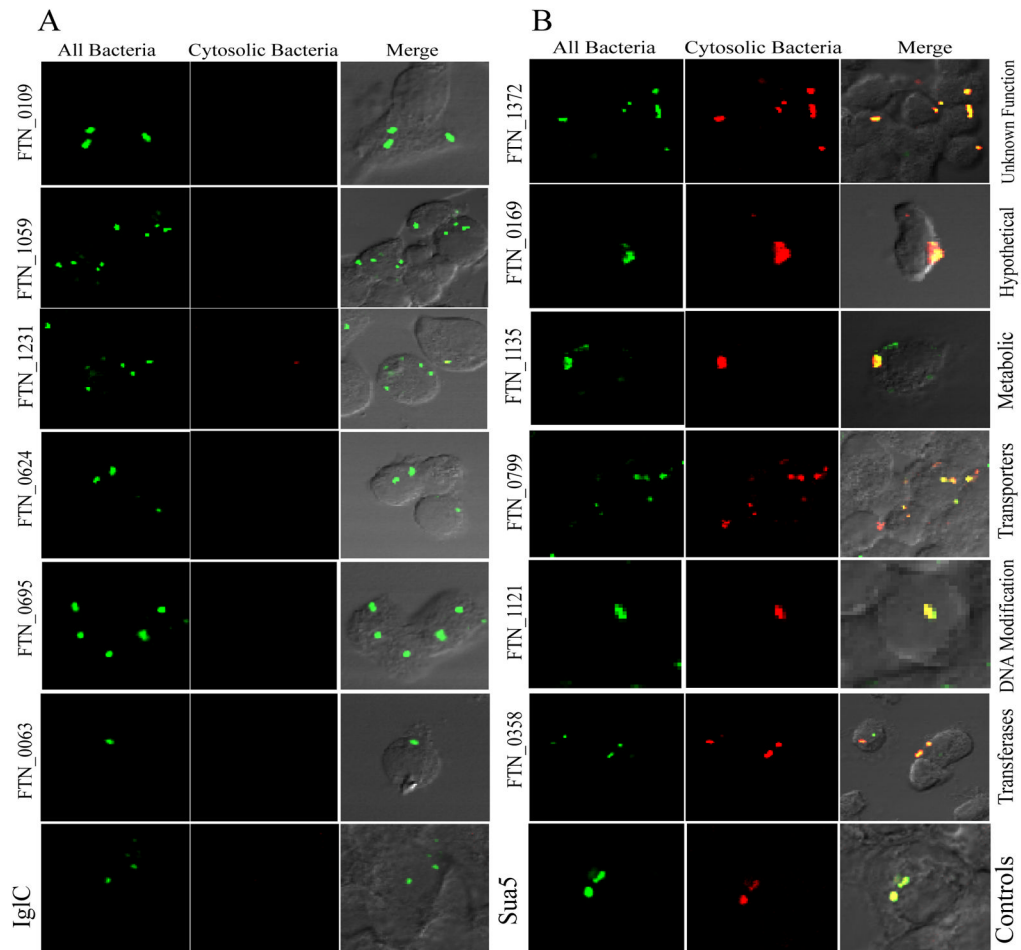 A
All Bacteria Cytosolic Bacteria Merge
FTN_0109
FTN_1059
FTN_1231
FTN_0624
FTN_0695
FTN_0063
IglC
B
All Bacteria Cytosolic Bacteria Merge
FTN_1372
Unknown Function
FTN_0169
Hypothetical
FTN_1135
Metabolic
FTN_0799
Transporters
FTN_1121
DNA Modification
FTN_0358
Transferases
Sua5
Controls